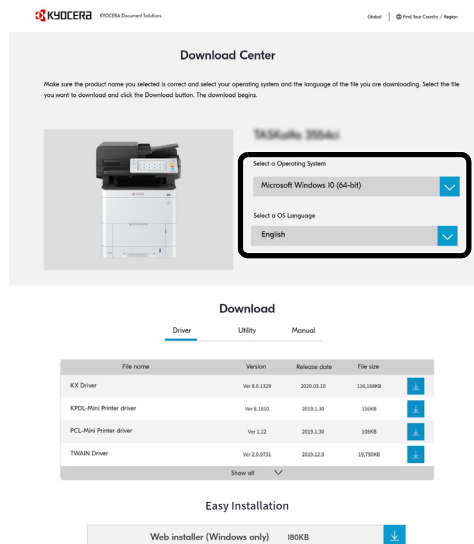 KYOCERA KYOCERA Document Solutions Global Find Your Country / Region
Download Center
Make sure the product name you selected is correct and select your operating system and the language of the file you are downloading. Select the file
you want to download and click the Download button. The download begins.
TASKalfa 3554ci
Select a Operating System
Microsoft Windows 10 (64-bit)
Select a OS Language
English
Download
Driver Utility Manual
File name Version Release date File size
KX Driver Ver 8.0.1329 2020.03.10 116,188KB
KPDL-Mini Printer driver Ver 8.1810 2019.1.30 156KB
PCL-Mini Printer driver Ver 1.12 2019.1.30 108KB
TWAIN Driver Ver 2.0.9731 2019.12.9 19,790KB
Show all
Easy Installation
Web installer (Windows only) 180KB